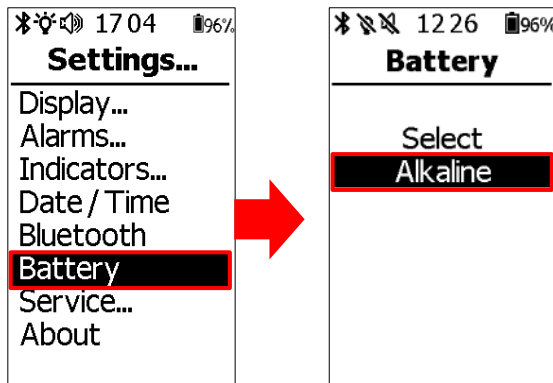 17 04 96%
Settings...
Display...
Alarms...
Indicators...
Date / Time
Bluetooth
Battery
Service...
About
12 26 96%
Battery
Select
Alkaline